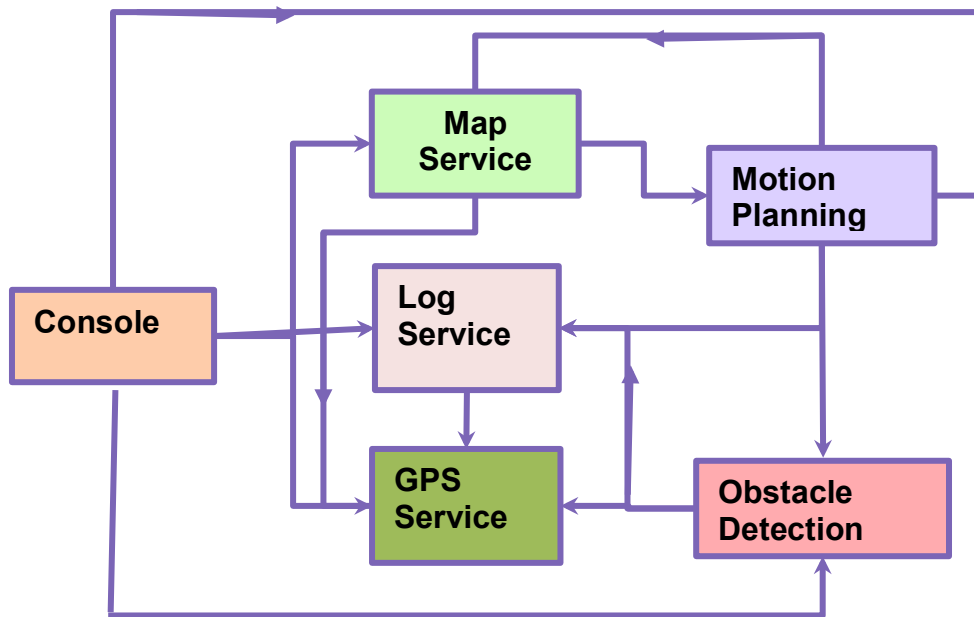 Map
Service
Motion
Planning
Log
Service
Console
GPS
Service
Obstacle
Detection